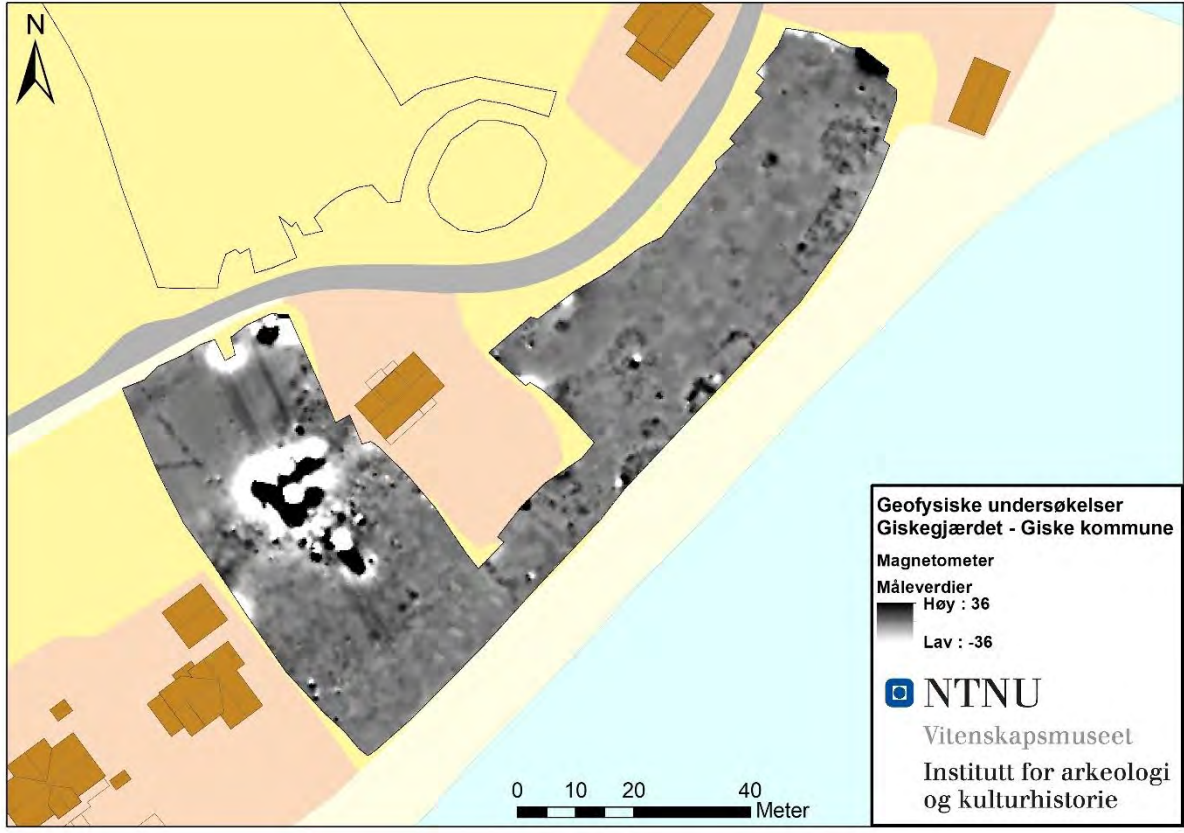 N
Geofysiske undersøkelser
Giskegjærdet - Giske kommune
Magnetometer
Måleverdier
Høy : 36
Lav : -36
NTNU
Vitenskapsmuseet
Institutt for arkeologi
og kulturhistorie
0 10 20 40
Meter